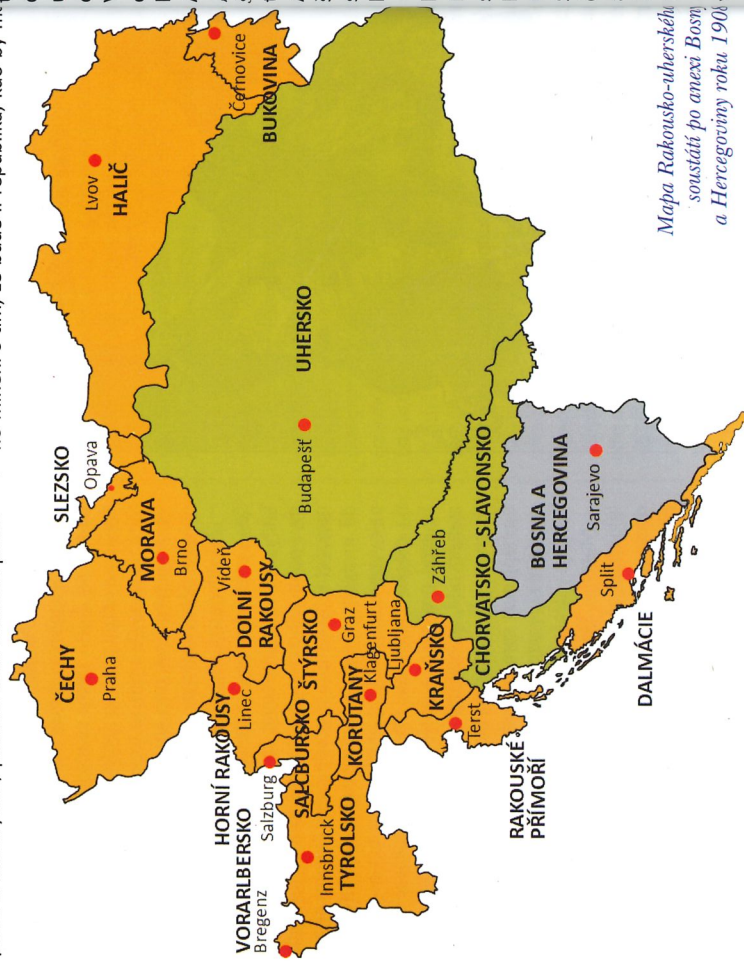 ČECHY
Praha
SLEZSKO
Opava
MORAVA
Brno
HALIČ
Lvov
BUKOVINA
Černovice
HORNÍ RAKOUSY
Linec
DOLNÍ
RAKOUSY
Vídeň
VORARLBERSKO
Bregenz
Salzburg
SALCBURSKO
Innsbruck
TYROLSKO
ŠTÝRSKO
Graz
KORUTANY
Klagenfurt
Ljubljana
KRAŇSKO
Terst
RAKOUSKÉ
PŘÍMOŘÍ
UHERSKO
Budapešť
Záhřeb
CHORVATSKO - SLAVONSKO
BOSNA A
HERCEGOVINA
Sarajevo
Split
DALMÁCIE
Mapa Rakousko-uherského
soustátí po anexi Bosny
a Hercegoviny roku 1908